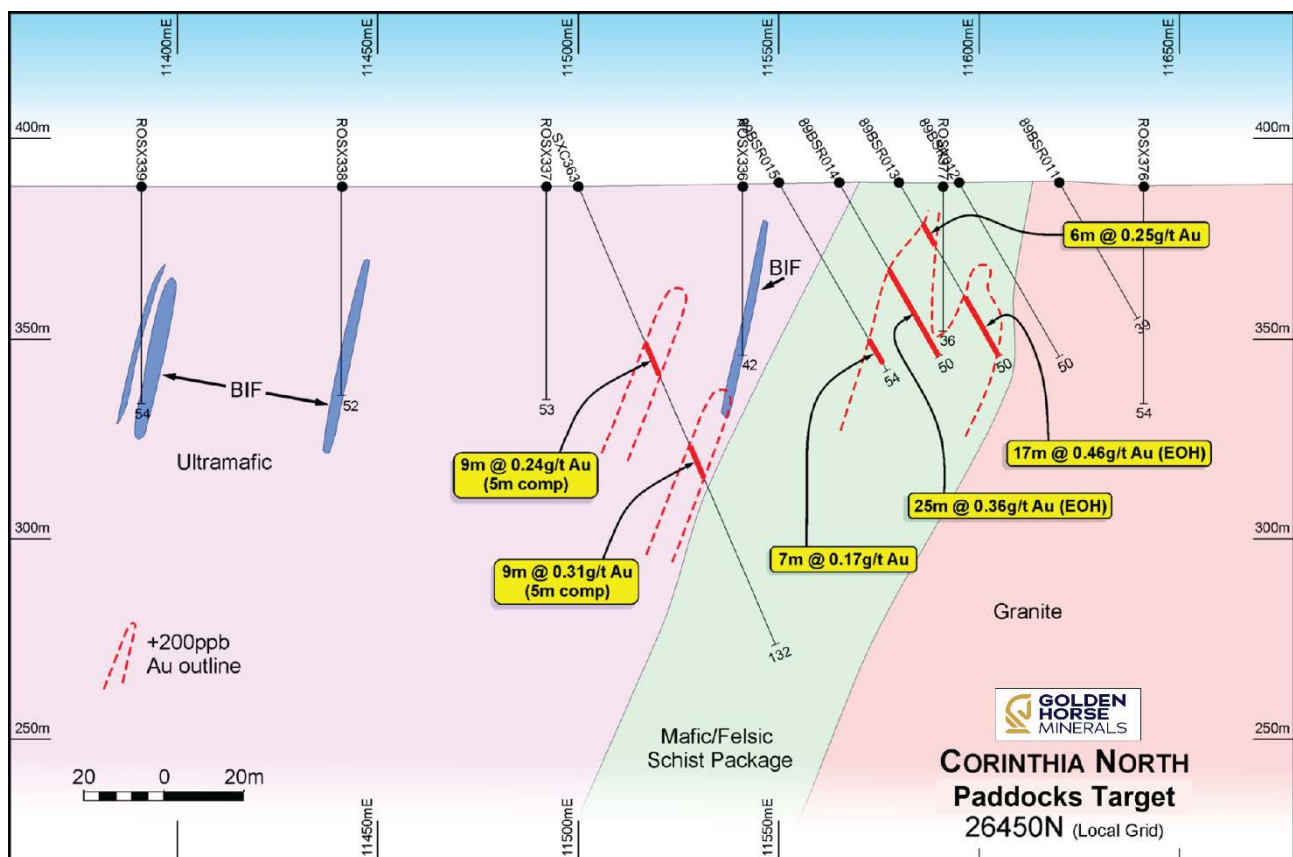 11400mE
11450mE
11500mE
11550mE
11600mE
11650mE
400m
400m
ROSX339
ROSX338
ROSX337
SXC363
ROSX336
89BSR015
89BSR014
89BSR013
ROSX377
89BSR012
89BSR011
ROSX376
6m @ 0.25g/t Au
BIF
350m
350m
36
39
42
50
50
50
54
BIF
54
52
53
54
Ultramafic
9m @ 0.24g/t Au
(5m comp)
17m @ 0.46g/t Au (EOH)
25m @ 0.36g/t Au (EOH)
300m
300m
7m @ 0.17g/t Au
9m @ 0.31g/t Au
(5m comp)
Granite
+200ppb
Au outline
132
GOLDEN
HORSE
MINERALS
250m
250m
Mafic/Felsic
Schist Package
CORINTHIA NORTH
Paddocks Target
26450N (Local Grid)
20 0 20m
11400mE
11450mE
11500mE
11550mE
11600mE